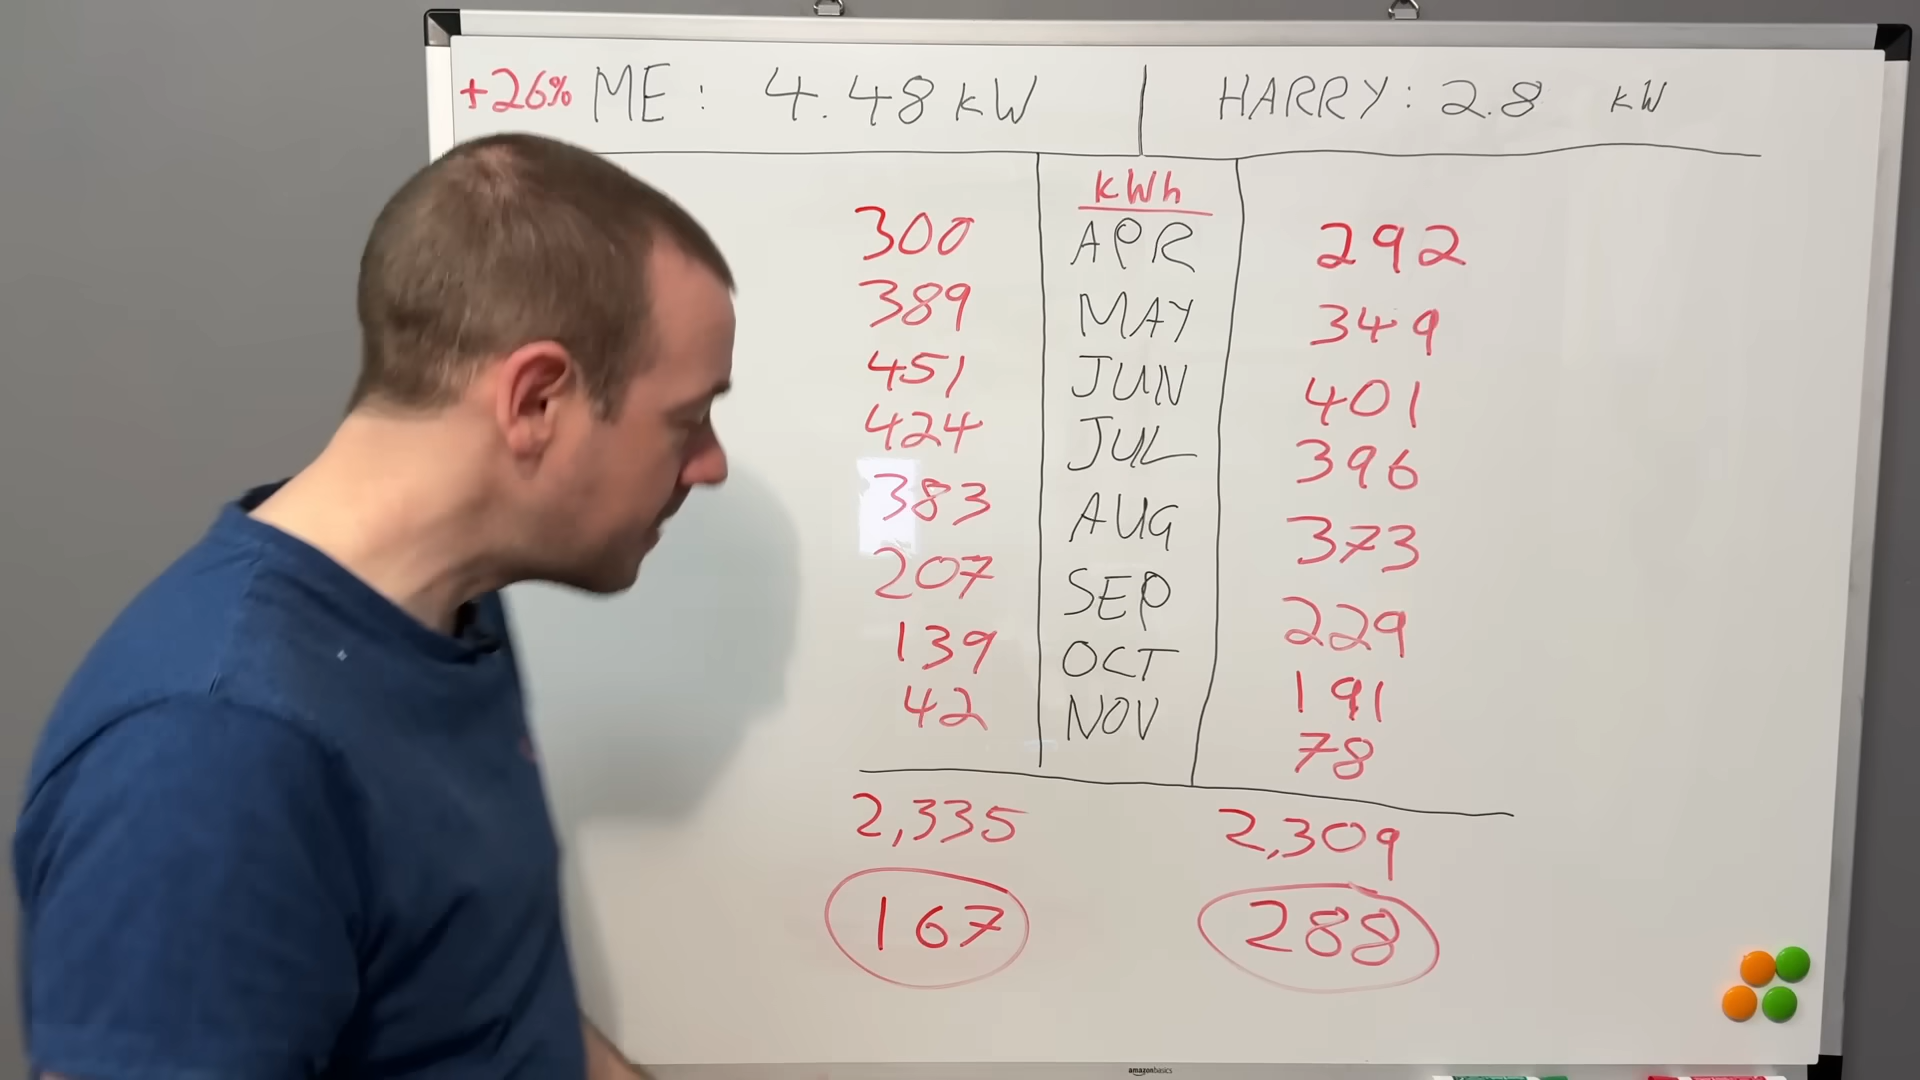 +26% ME: 4.48 kW | HARRY: 2.8 kW
kWh
300 APR 292
389 MAY 349
451 JUN 401
424 JUL 396
383 AUG 373
207 SEP 229
139 OCT 191
42 NOV 78
2,335 2,309
167 288
amazonbasics